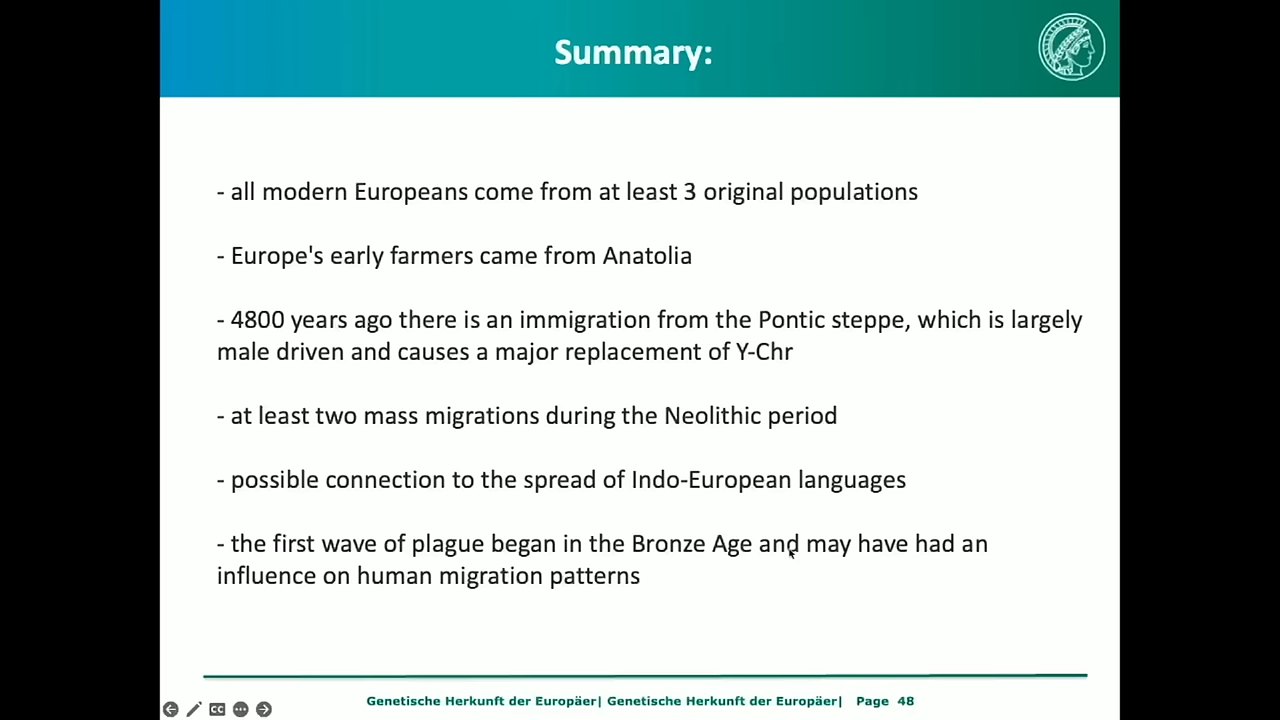 Summary:
- all modern Europeans come from at least 3 original populations
- Europe's early farmers came from Anatolia
- 4800 years ago there is an immigration from the Pontic steppe, which is largely
male driven and causes a major replacement of Y-Chr
- at least two mass migrations during the Neolithic period
- possible connection to the spread of Indo-European languages
- the first wave of plague began in the Bronze Age and may have had an
influence on human migration patterns
CC
Genetische Herkunft der Europäer| Genetische Herkunft der Europäer| Page 48